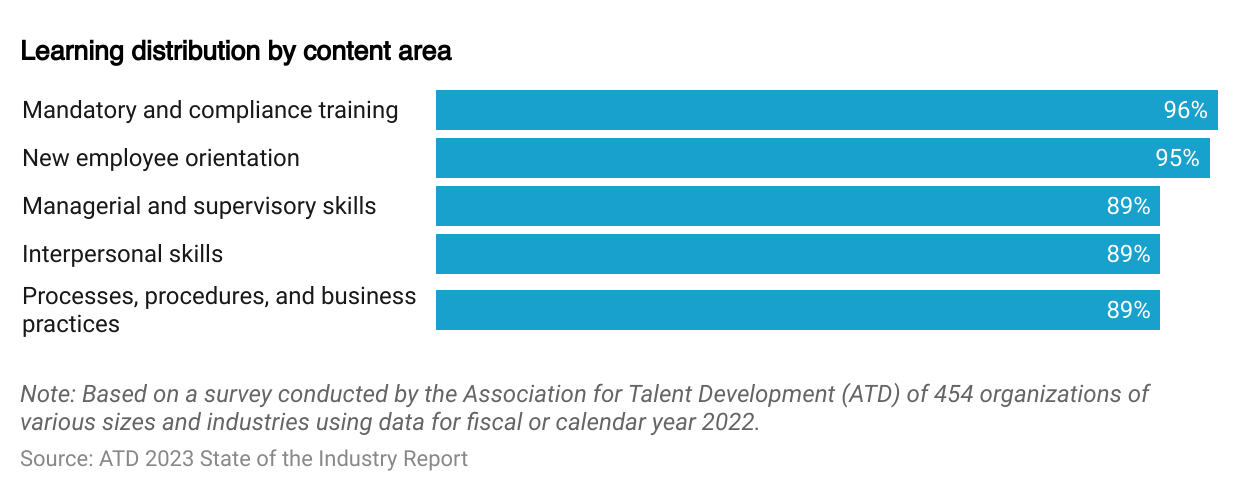 Learning distribution by content area
Mandatory and compliance training 96%
New employee orientation 95%
Managerial and supervisory skills 89%
Interpersonal skills 89%
Processes, procedures, and business
practices 89%
Note: Based on a survey conducted by the Association for Talent Development (ATD) of 454 organizations of
various sizes and industries using data for fiscal or calendar year 2022.
Source: ATD 2023 State of the Industry Report